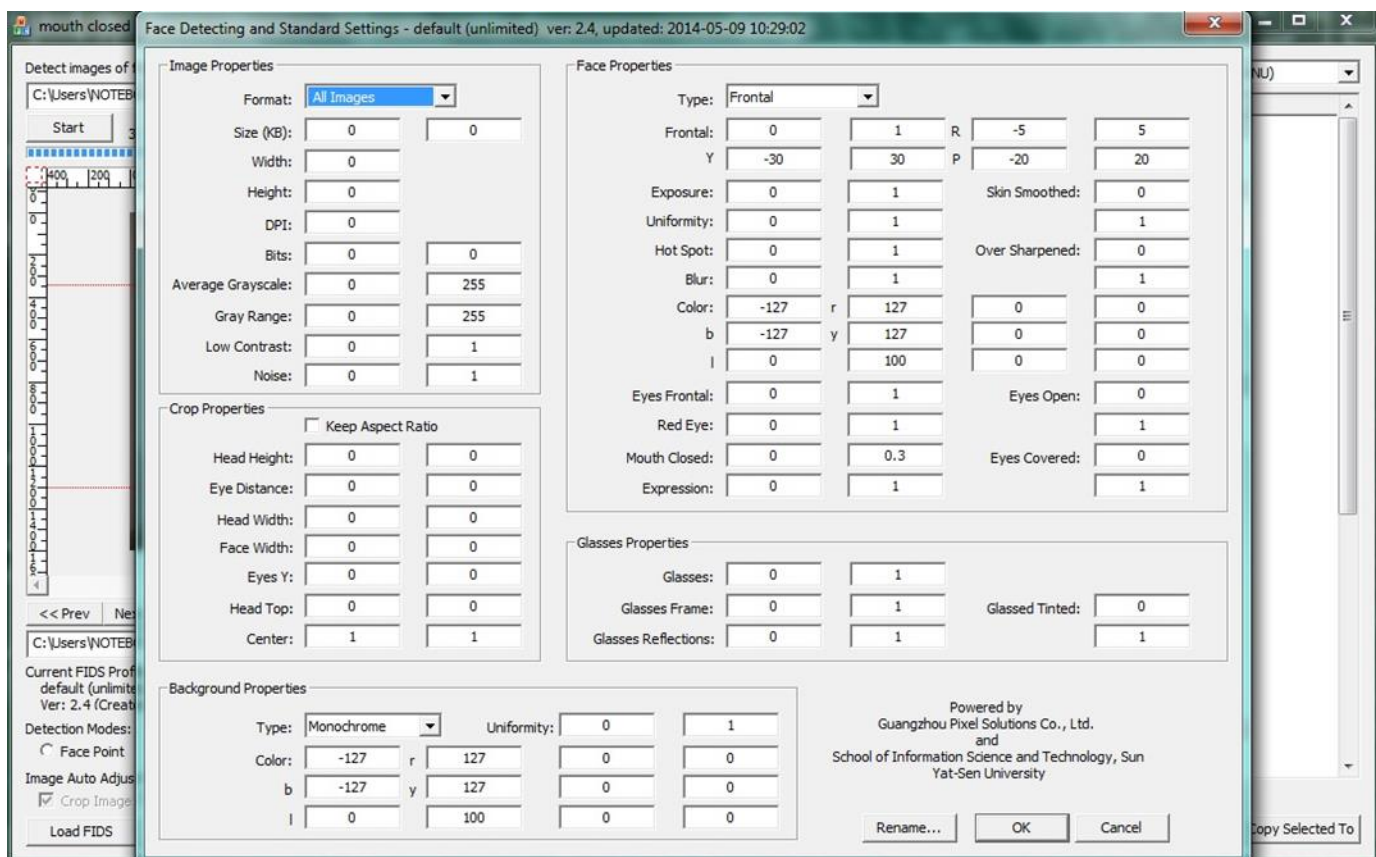 mouth closed
Face Detecting and Standard Settings - default (unlimited) ver: 2.4, updated: 2014-05-09 10:29:02
Detect images of
C:\Users\NOTEB
Start
400 200
Image Properties
Format: All Images
Size (KB): 0 0
Width: 0
Height: 0
DPI: 0
Bits: 0 0
Average Grayscale: 0 255
Gray Range: 0 255
Low Contrast: 0 1
Noise: 0 1
Crop Properties
Keep Aspect Ratio
Head Height: 0 0
Eye Distance: 0 0
Head Width: 0 0
Face Width: 0 0
Eyes Y: 0 0
Head Top: 0 0
Center: 1 1
Face Properties
Type: Frontal
Frontal: 0 1 R -5 5
Y -30 30 P -20 20
Exposure: 0 1 Skin Smoothed: 0
Uniformity: 0 1 1
Hot Spot: 0 1 Over Sharpened: 0
Blur: 0 1 1
Color: -127 r 127 0 0
b -127 y 127 0 0
l 0 100 0 0
Eyes Frontal: 0 1 Eyes Open: 0
Red Eye: 0 1 1
Mouth Closed: 0 0.3 Eyes Covered: 0
Expression: 0 1 1
Glasses Properties
Glasses: 0 1
Glasses Frame: 0 1 Glassed Tinted: 0
Glasses Reflections: 0 1 1
Background Properties
Type: Monochrome Uniformity: 0 1
Color: -127 r 127 0 0
b -127 y 127 0 0
l 0 100 0 0
Powered by
Guangzhou Pixel Solutions Co., Ltd.
and
School of Information Science and Technology, Sun
Yat-Sen University
Rename... OK Cancel
<< Prev
C:\Users\NOTEB
Current FIDS Prof
default (unlimite
Ver: 2.4 (Creat
Detection Modes:
Face Point
Image Auto Adjus
Crop Image
Load FIDS
NU)
Copy Selected To